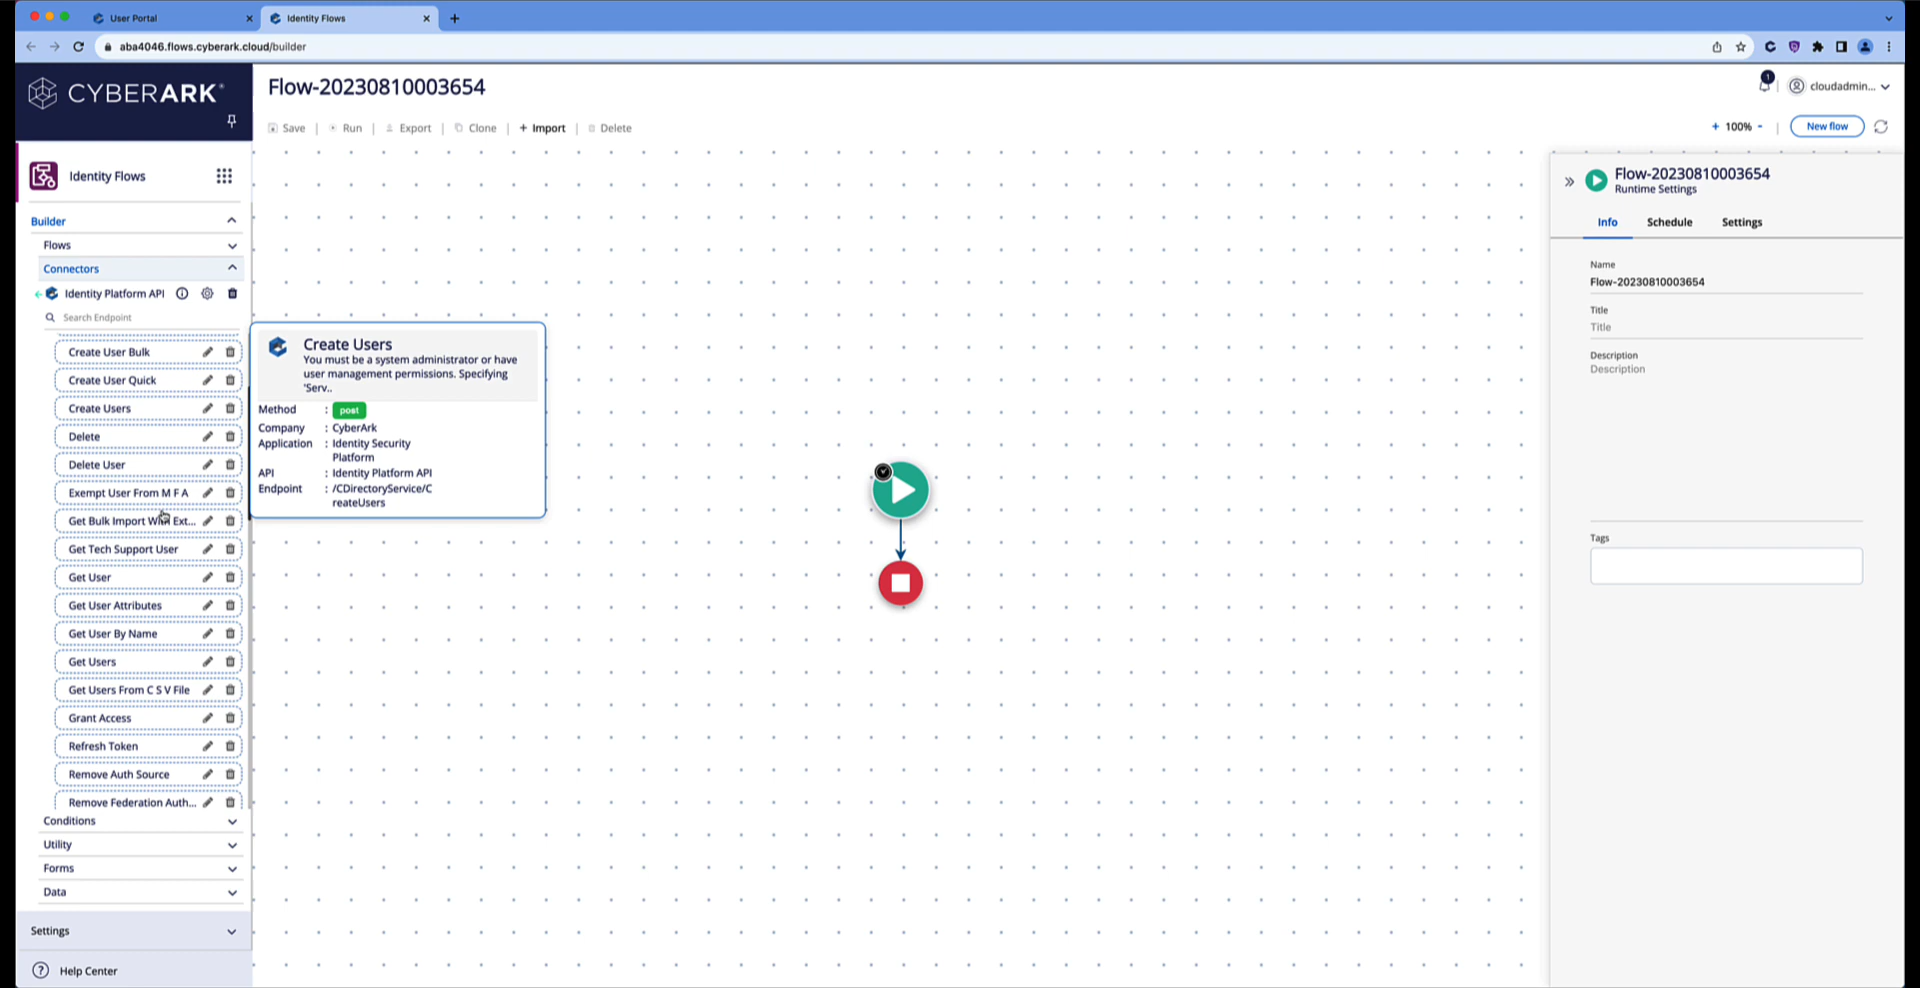 User Portal
Identity Flows
aba4046.flows.cyberark.cloud/builder
CYBERARK®
Flow-20230810003654
1
cloudadmin...
Save
Run
Export
Clone
+ Import
Delete
+ 100% -
New flow
Identity Flows
Builder
Flows
Connectors
Identity Platform API
Search Endpoint
Create User Bulk
Create User Quick
Create Users
Delete
Delete User
Exempt User From M F A
Get Bulk Import With Ext...
Get Tech Support User
Get User
Get User Attributes
Get User By Name
Get Users
Get Users From C S V File
Grant Access
Refresh Token
Remove Auth Source
Remove Federation Auth...
Conditions
Utility
Forms
Data
Settings
Help Center
Create Users
You must be a system administrator or have
user management permissions. Specifying
'Serv..
Method : post
Company : CyberArk
Application : Identity Security
Platform
API : Identity Platform API
Endpoint : /CDirectoryService/C
reateUsers
Flow-20230810003654
Runtime Settings
Info
Schedule
Settings
Name
Flow-20230810003654
Title
Title
Description
Description
Tags